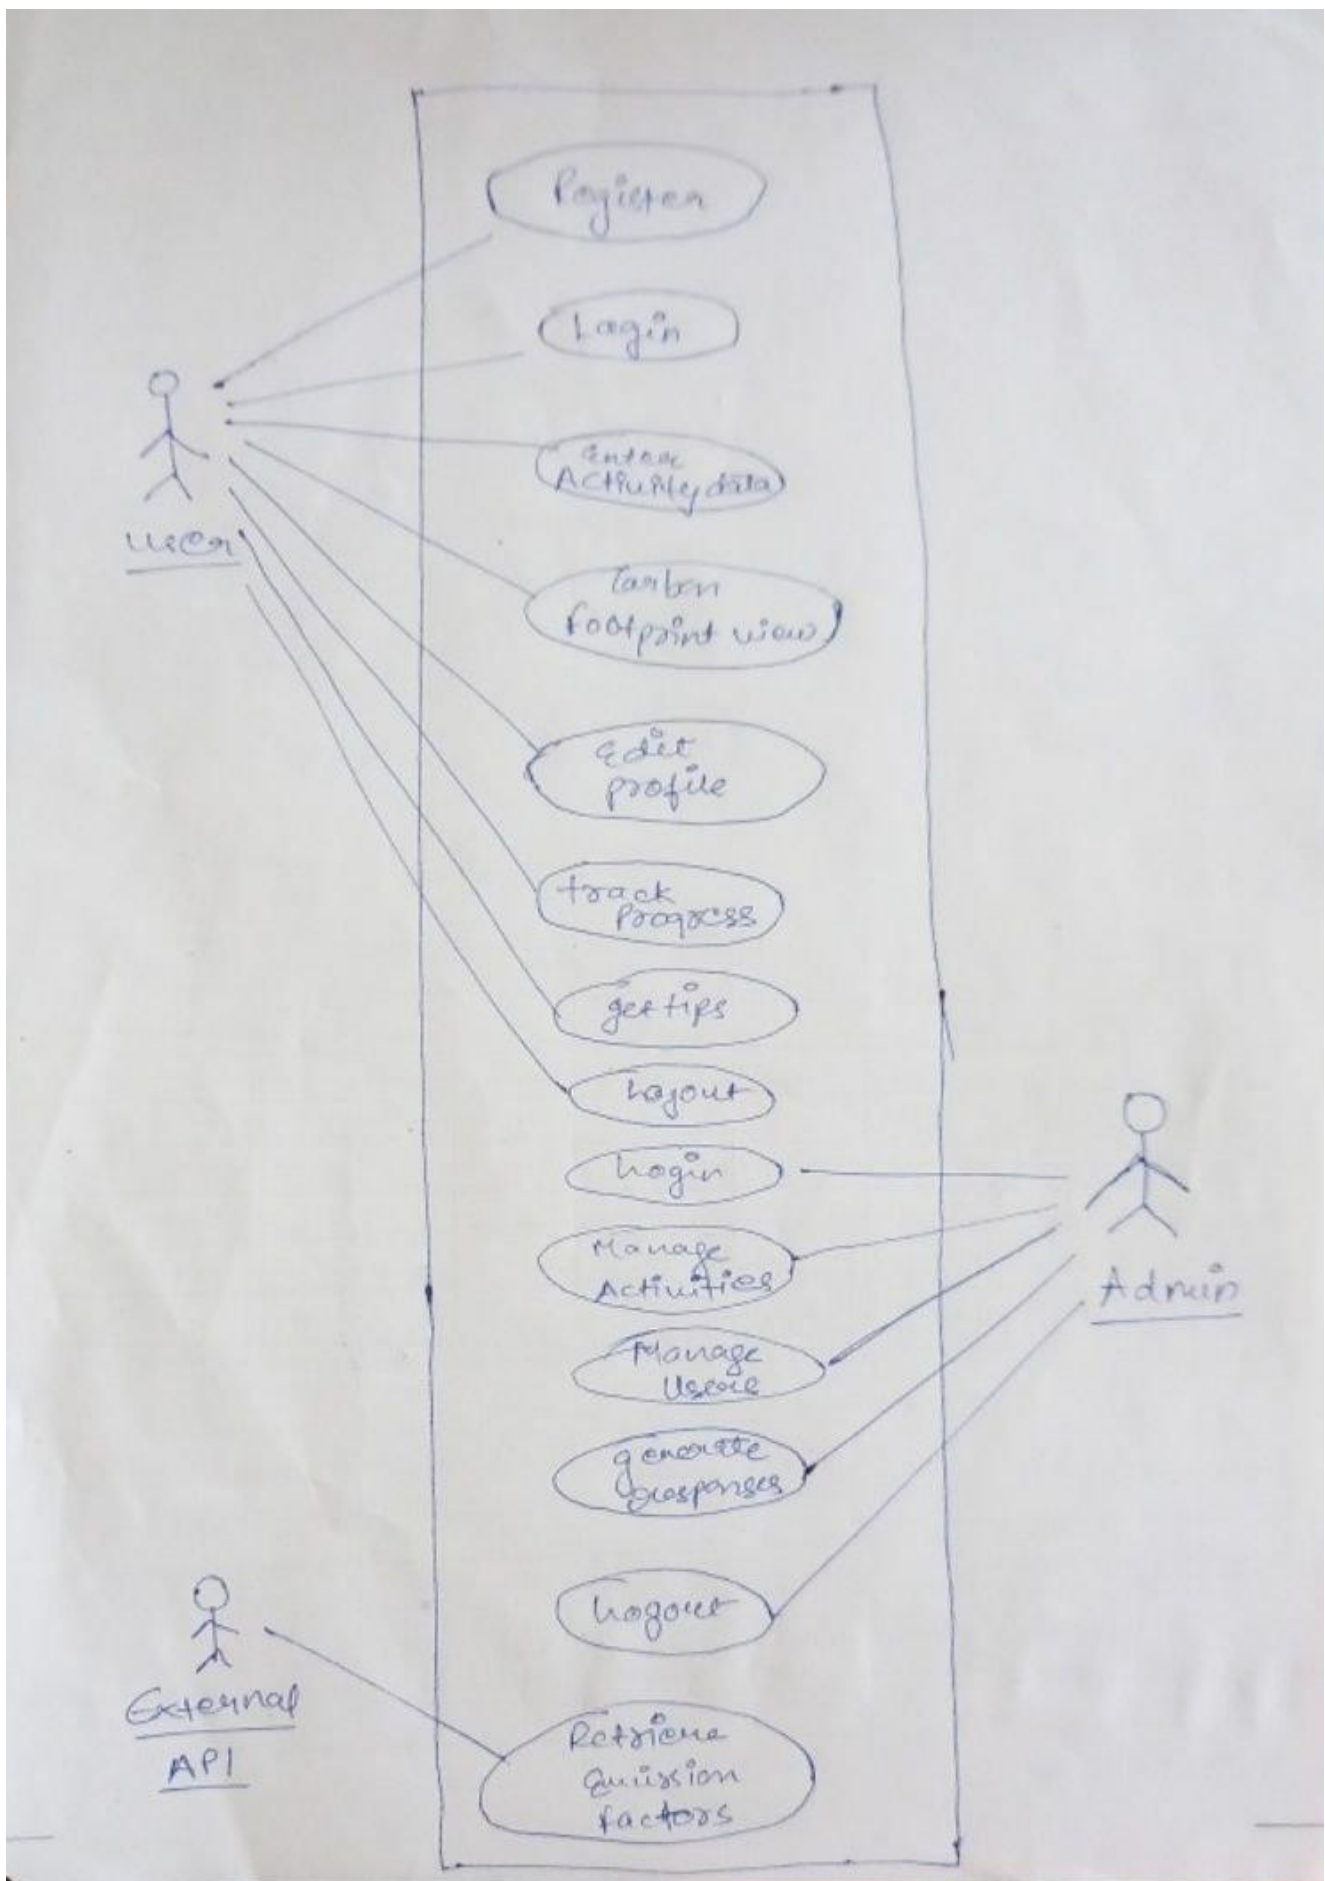 Register
Login
Enter
Activity data
User
Carbon
footprint view
Edit
profile
track
Progress
get tips
Logout
Login
Manage
Activities
Admin
Manage
Users
generate
responses
Logout
External
API
Retrieve
Emission
factors